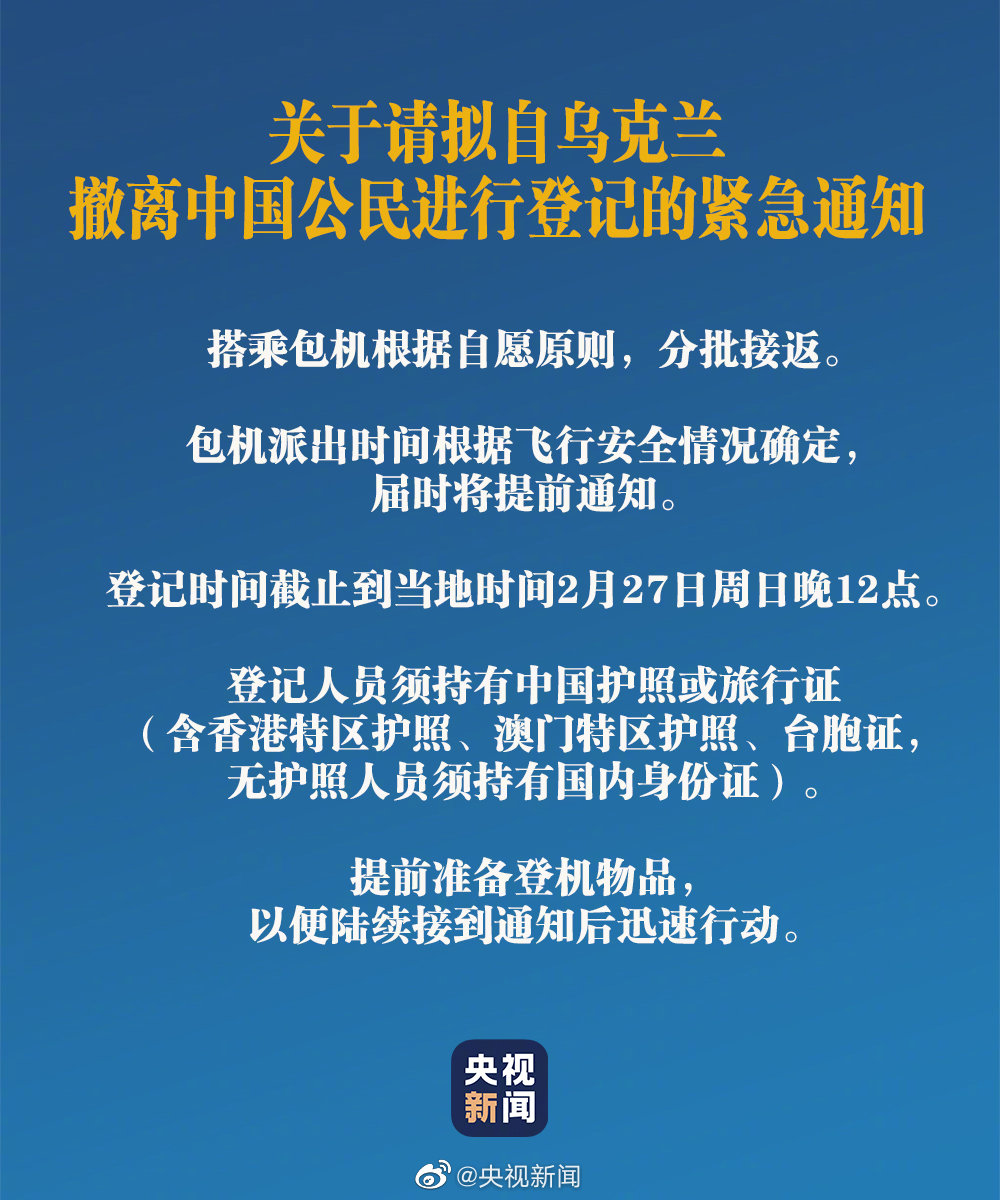 关于请拟自乌克兰
撤离中国公民进行登记的紧急通知
搭乘包机根据自愿原则，分批接返。
包机派出时间根据飞行安全情况确定，
届时将提前通知。
登记时间截止到当地时间2月27日周日晚12点。
登记人员须持有中国护照或旅行证
（含香港特区护照、澳门特区护照、台胞证，
无护照人员须持有国内身份证）。
提前准备登机物品，
以便陆续接到通知后迅速行动。
央视
新闻
@央视新闻